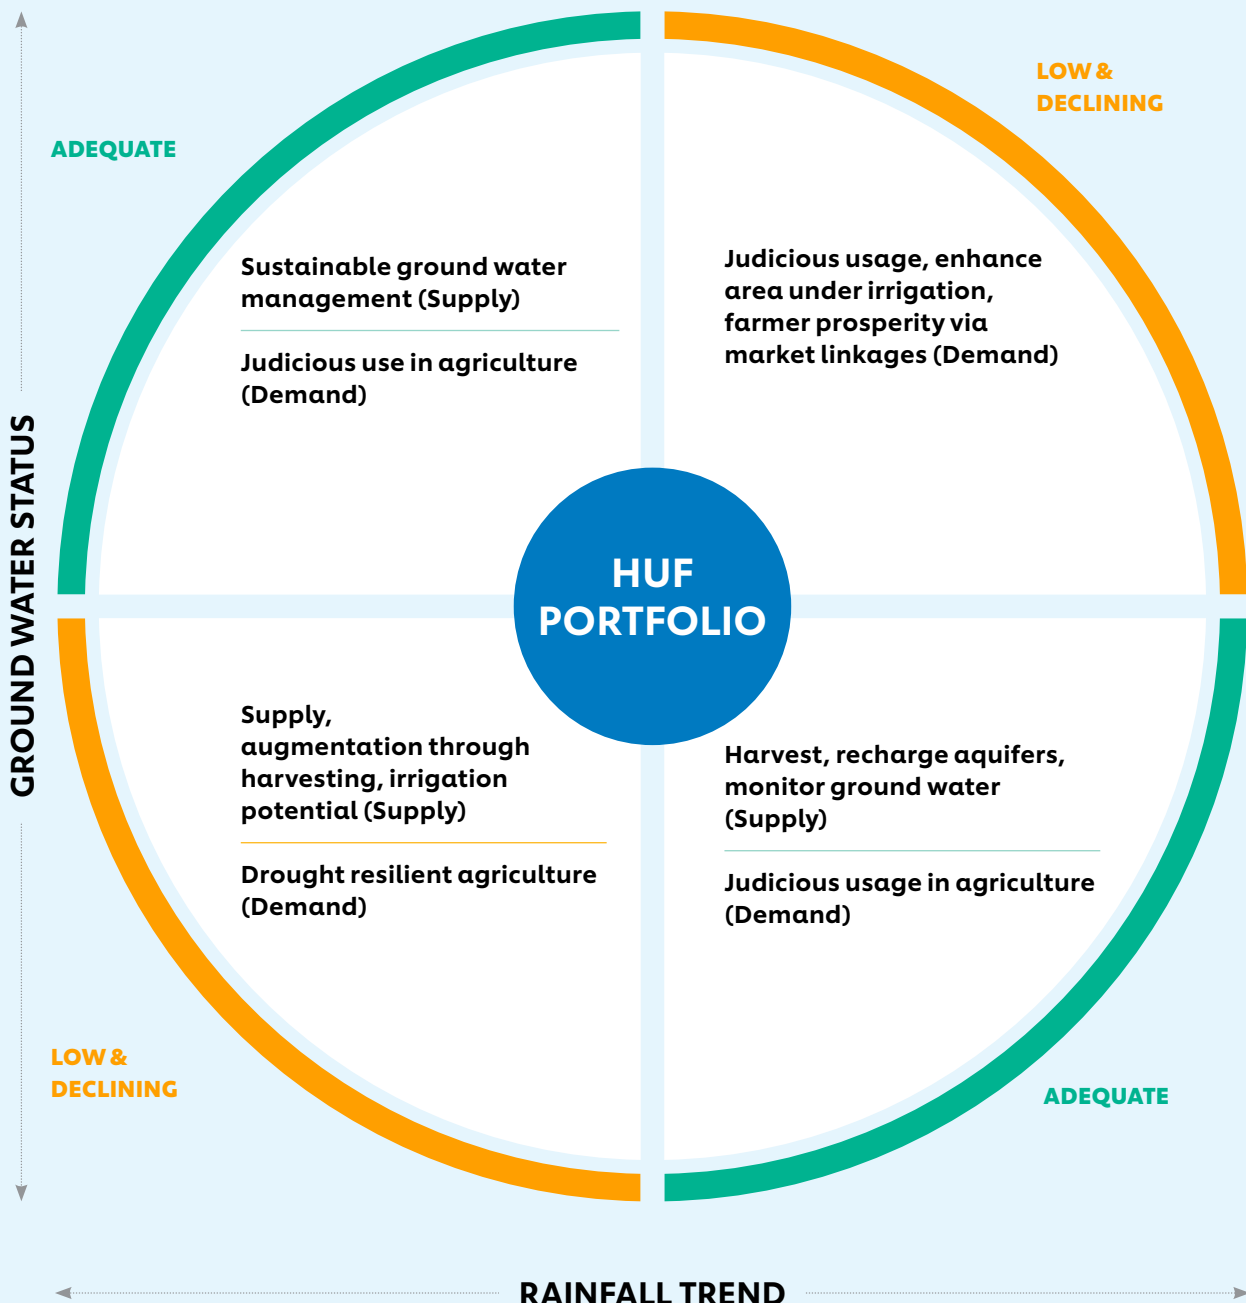 LOW &
DECLINING
ADEQUATE
Sustainable ground water
management (Supply)
Judicious use in agriculture
(Demand)
Judicious usage, enhance
area under irrigation,
farmer prosperity via
market linkages (Demand)
GROUND WATER STATUS
HUF
PORTFOLIO
Supply,
augmentation through
harvesting, irrigation
potential (Supply)
Drought resilient agriculture
(Demand)
Harvest, recharge aquifers,
monitor ground water
(Supply)
Judicious usage in agriculture
(Demand)
LOW &
DECLINING
ADEQUATE
RAINFALL TREND